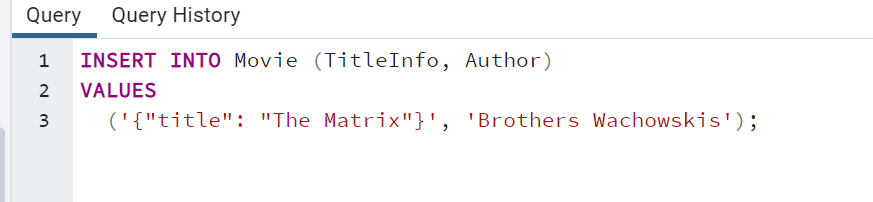 Query Query History
1 INSERT INTO Movie (TitleInfo, Author)
2 VALUES
3 ('{"title": "The Matrix"}', 'Brothers Wachowskis');